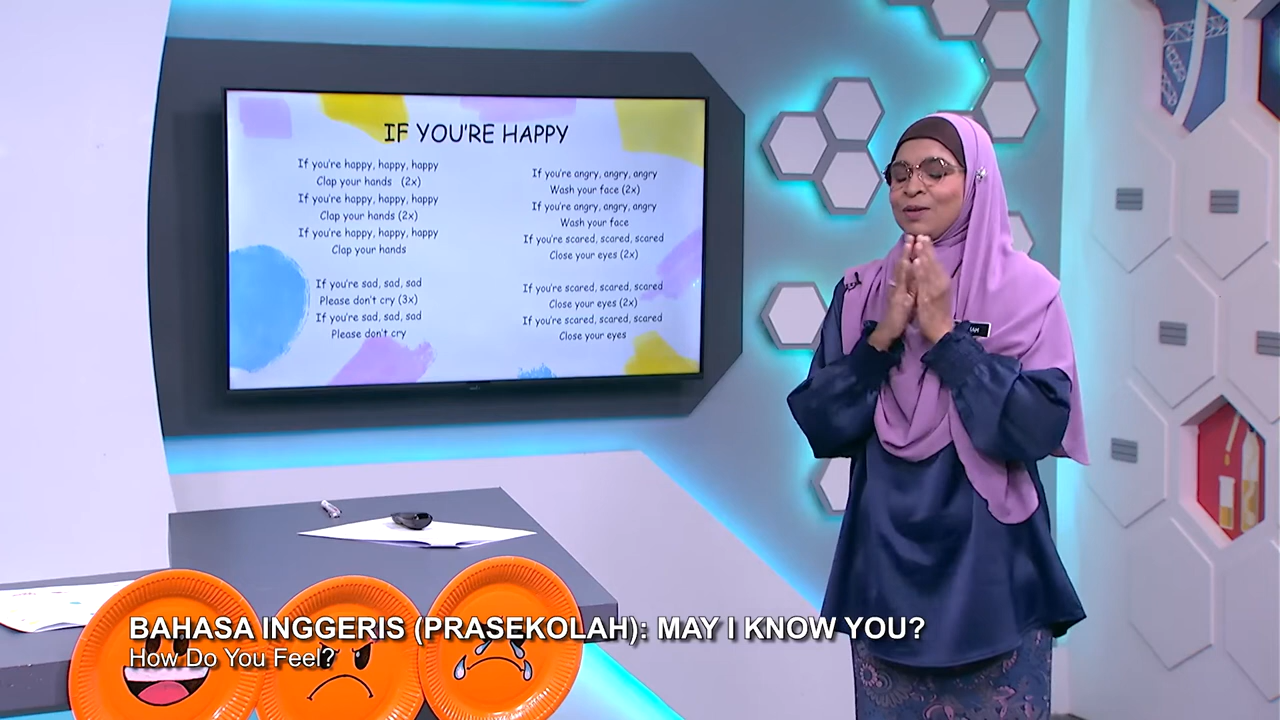 IF YOU'RE HAPPY
If you're happy, happy, happy
Clap your hands (2x)
If you're happy, happy, happy
Clap your hands (2x)
If you're happy, happy, happy
Clap your hands
If you're sad, sad, sad
Please don't cry (3x)
If you're sad, sad, sad
Please don't cry
If you're angry, angry, angry
Wash your face (2x)
If you're angry, angry, angry
Wash your face
If you're scared, scared, scared
Close your eyes (2x)
If you're scared, scared, scared
Close your eyes (2x)
If you're scared, scared, scared
Close your eyes
BAHASA INGGERIS (PRASEKOLAH): MAY I KNOW YOU?
How Do You Feel?